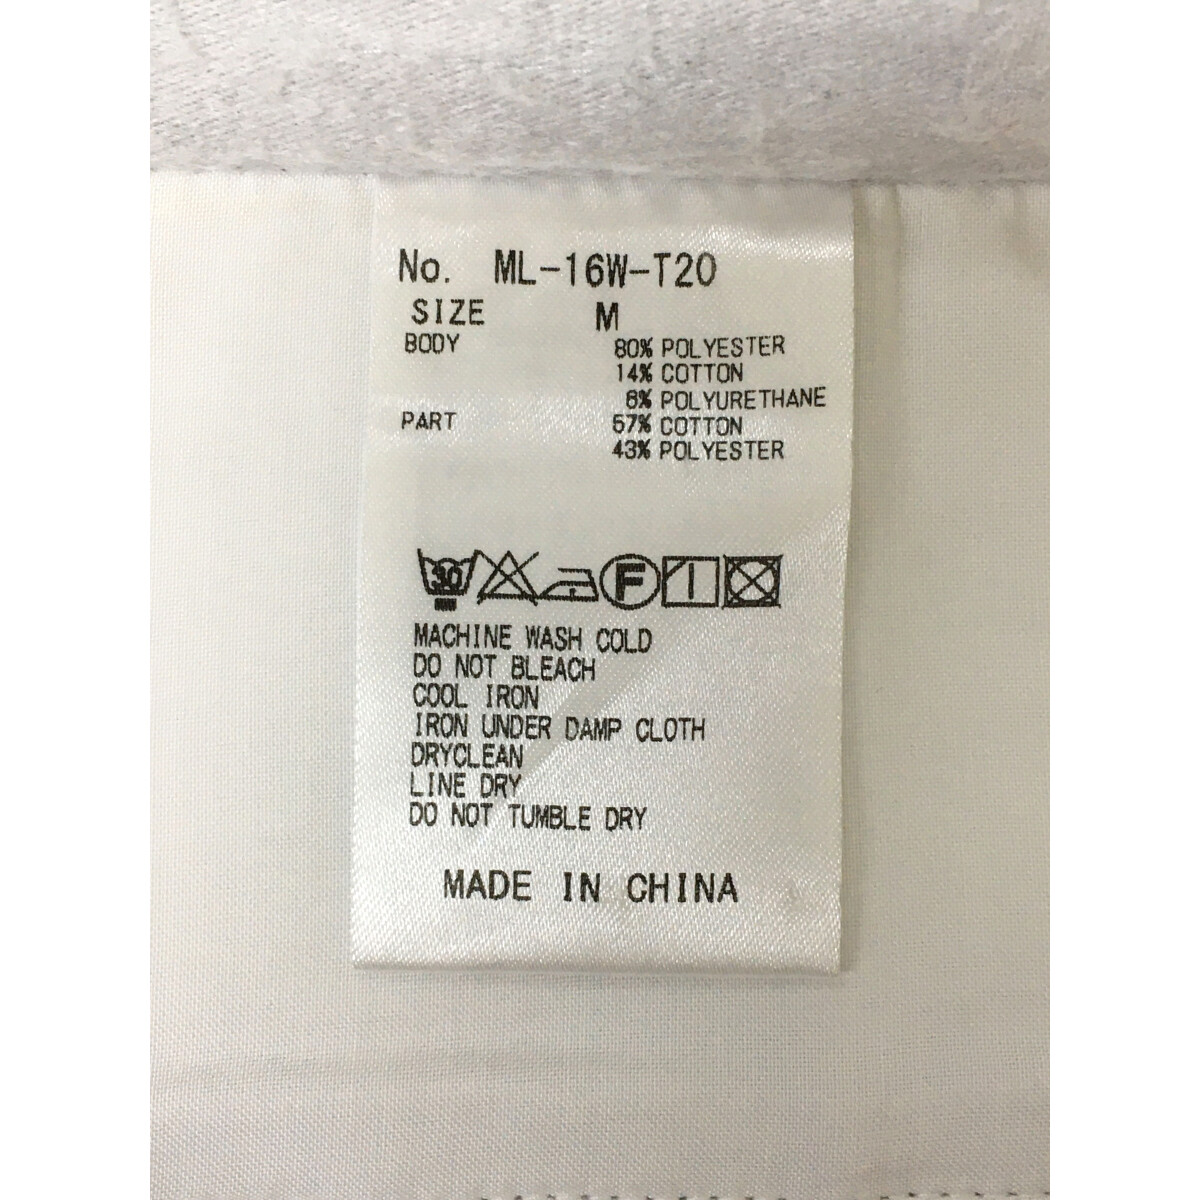 No. ML-16W-T20
SIZE M
BODY 80% POLYESTER
14% COTTON
6% POLYURETHANE
PART 57% COTTON
43% POLYESTER
30 F
MACHINE WASH COLD
DO NOT BLEACH
COOL IRON
IRON UNDER DAMP CLOTH
DRYCLEAN
LINE DRY
DO NOT TUMBLE DRY
MADE IN CHINA